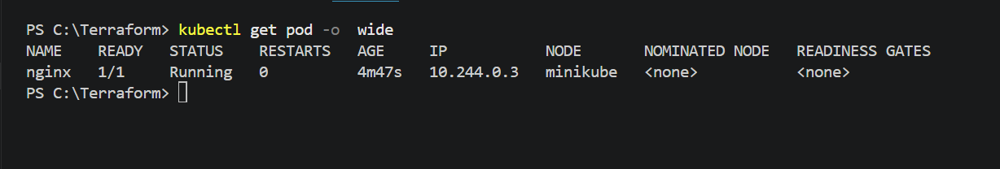 PS C:\Terraform> kubectl get pod -o  wide
NAME    READY   STATUS    RESTARTS   AGE     IP           NODE       NOMINATED NODE   READINESS GATES
nginx   1/1     Running   0          4m47s   10.244.0.3   minikube   <none>           <none>
PS C:\Terraform>